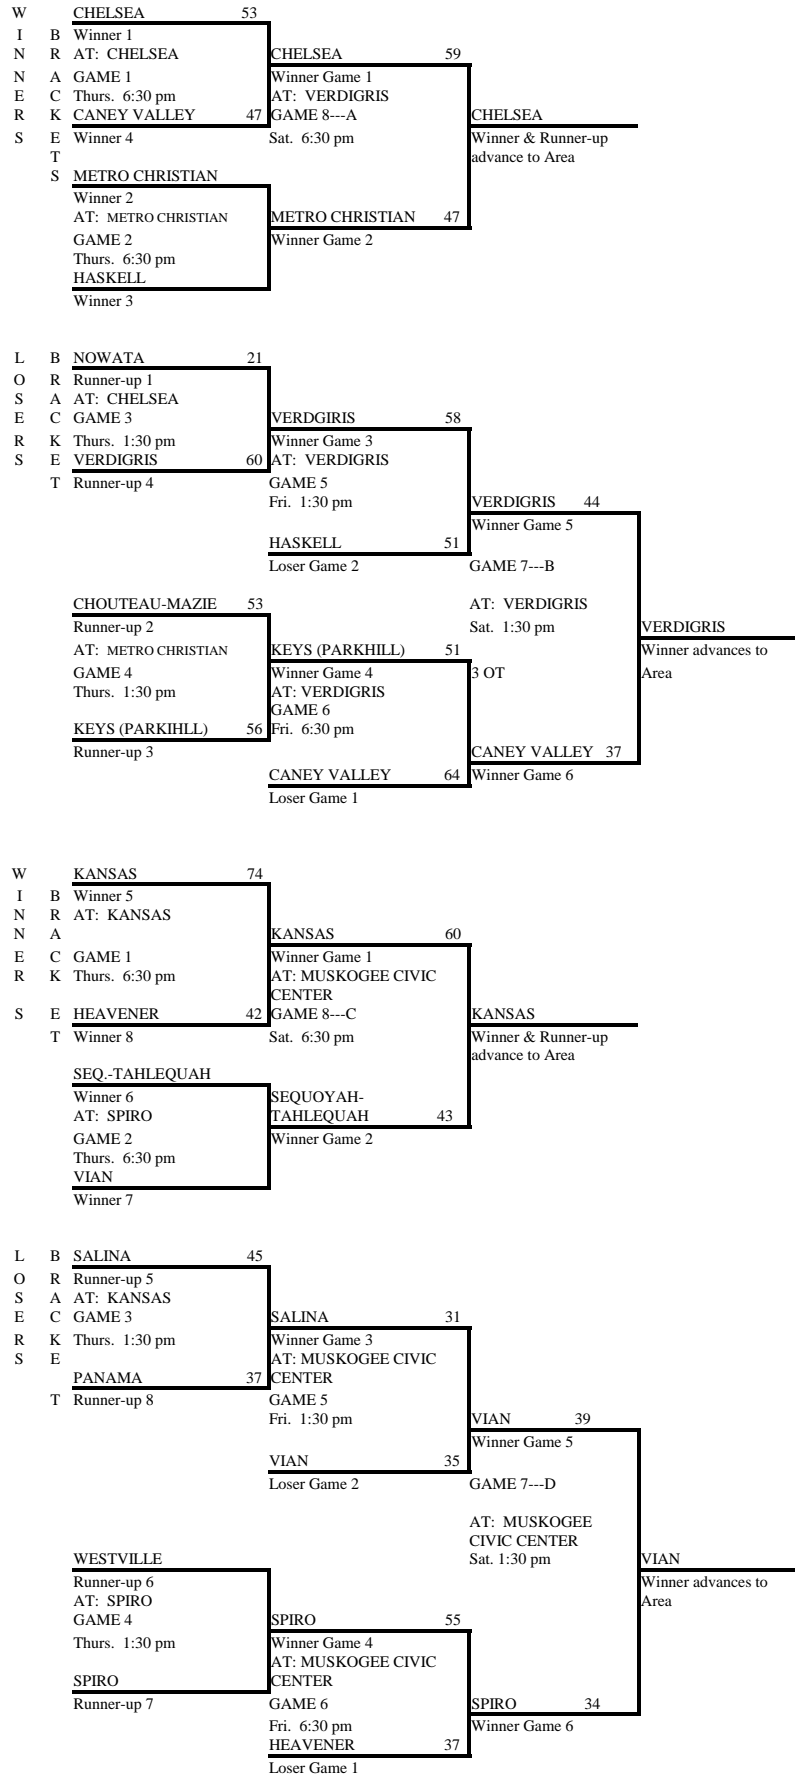 W CHELSEA 53
I B Winner 1
N R AT: CHELSEA CHELSEA 59
N A GAME 1 Winner Game 1
E C Thurs. 6:30 pm AT: VERDIGRIS
R K CANEY VALLEY 47 GAME 8---A CHELSEA
S E Winner 4 Sat. 6:30 pm Winner & Runner-up
T advance to Area
S METRO CHRISTIAN
Winner 2
AT: METRO CHRISTIAN METRO CHRISTIAN 47
GAME 2 Winner Game 2
Thurs. 6:30 pm
HASKELL
Winner 3
L B NOWATA 21
O R Runner-up 1
S A AT: CHELSEA
E C GAME 3 VERDGIRIS 58
R K Thurs. 1:30 pm Winner Game 3
S E VERDIGRIS 60 AT: VERDIGRIS
T Runner-up 4 GAME 5
Fri. 1:30 pm VERDIGRIS 44
Winner Game 5
HASKELL 51
Loser Game 2 GAME 7---B
CHOUTEAU-MAZIE 53 AT: VERDIGRIS
Runner-up 2 Sat. 1:30 pm VERDIGRIS
AT: METRO CHRISTIAN KEYS (PARKHILL) 51 Winner advances to
GAME 4 Winner Game 4 3 OT Area
Thurs. 1:30 pm AT: VERDIGRIS
GAME 6
KEYS (PARKIHLL) 56 Fri. 6:30 pm
Runner-up 3 CANEY VALLEY 37
CANEY VALLEY 64 Winner Game 6
Loser Game 1
W KANSAS 74
I B Winner 5
N R AT: KANSAS
N A KANSAS 60
E C GAME 1 Winner Game 1
R K Thurs. 6:30 pm AT: MUSKOGEE CIVIC
CENTER
S E HEAVENER 42 GAME 8---C KANSAS
T Winner 8 Sat. 6:30 pm Winner & Runner-up
advance to Area
SEQ.-TAHLEQUAH
Winner 6 SEQUOYAH-
AT: SPIRO TAHLEQUAH 43
GAME 2 Winner Game 2
Thurs. 6:30 pm
VIAN
Winner 7
L B SALINA 45
O R Runner-up 5
S A AT: KANSAS
E C GAME 3 SALINA 31
R K Thurs. 1:30 pm Winner Game 3
S E AT: MUSKOGEE CIVIC
PANAMA 37 CENTER
T Runner-up 8 GAME 5
Fri. 1:30 pm VIAN 39
Winner Game 5
VIAN 35
Loser Game 2 GAME 7---D
AT: MUSKOGEE
CIVIC CENTER
WESTVILLE Sat. 1:30 pm VIAN
Runner-up 6 Winner advances to
AT: SPIRO Area
GAME 4 SPIRO 55
Thurs. 1:30 pm Winner Game 4
AT: MUSKOGEE CIVIC
SPIRO CENTER
Runner-up 7 GAME 6 SPIRO 34
Fri. 6:30 pm Winner Game 6
HEAVENER 37
Loser Game 1